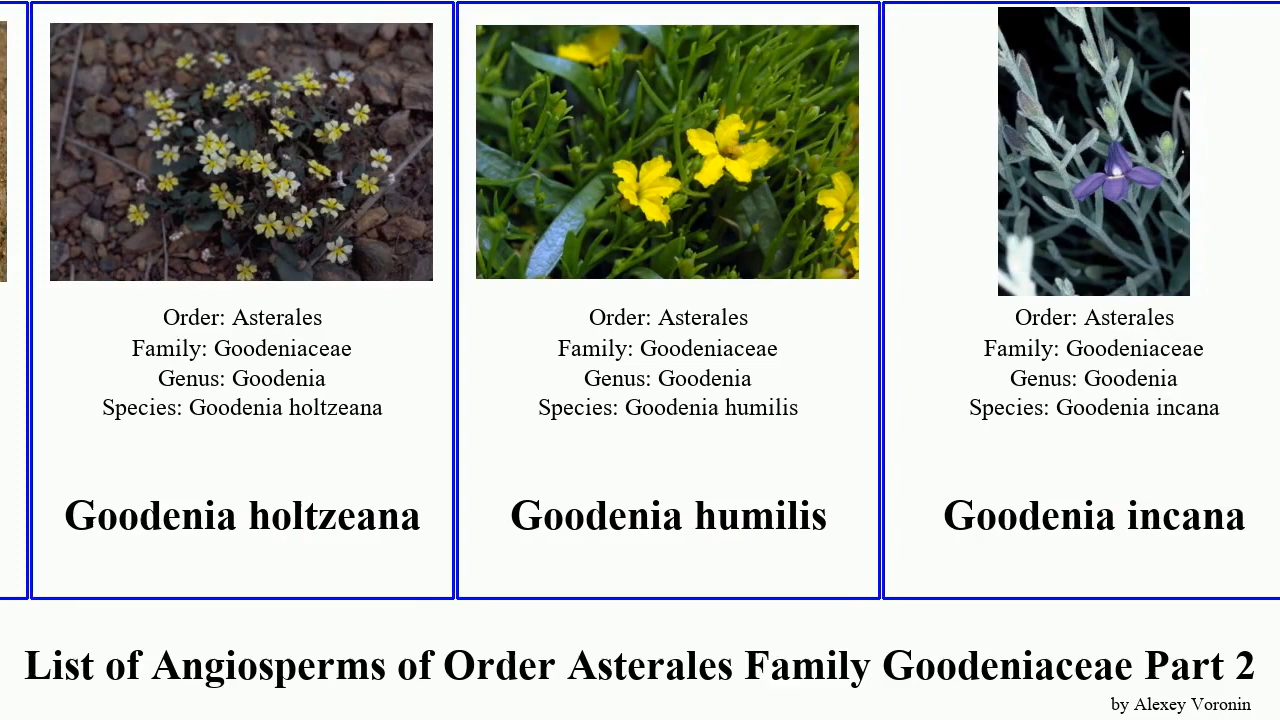 Order: Asterales
Family: Goodeniaceae
Genus: Goodenia
Species: Goodenia holtzeana
Goodenia holtzeana
Order: Asterales
Family: Goodeniaceae
Genus: Goodenia
Species: Goodenia humilis
Goodenia humilis
Order: Asterales
Family: Goodeniaceae
Genus: Goodenia
Species: Goodenia incana
Goodenia incana
List of Angiosperms of Order Asterales Family Goodeniaceae Part 2
by Alexey Voronin